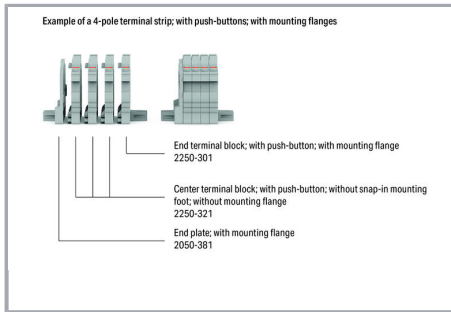 Example of a 4-pole terminal strip; with push-buttons; with mounting flanges
End terminal block; with push-button; with mounting flange
2250-301
Center terminal block; with push-button; without snap-in mounting
foot; without mounting flange
2250-321
End plate; with mounting flange
2050-381